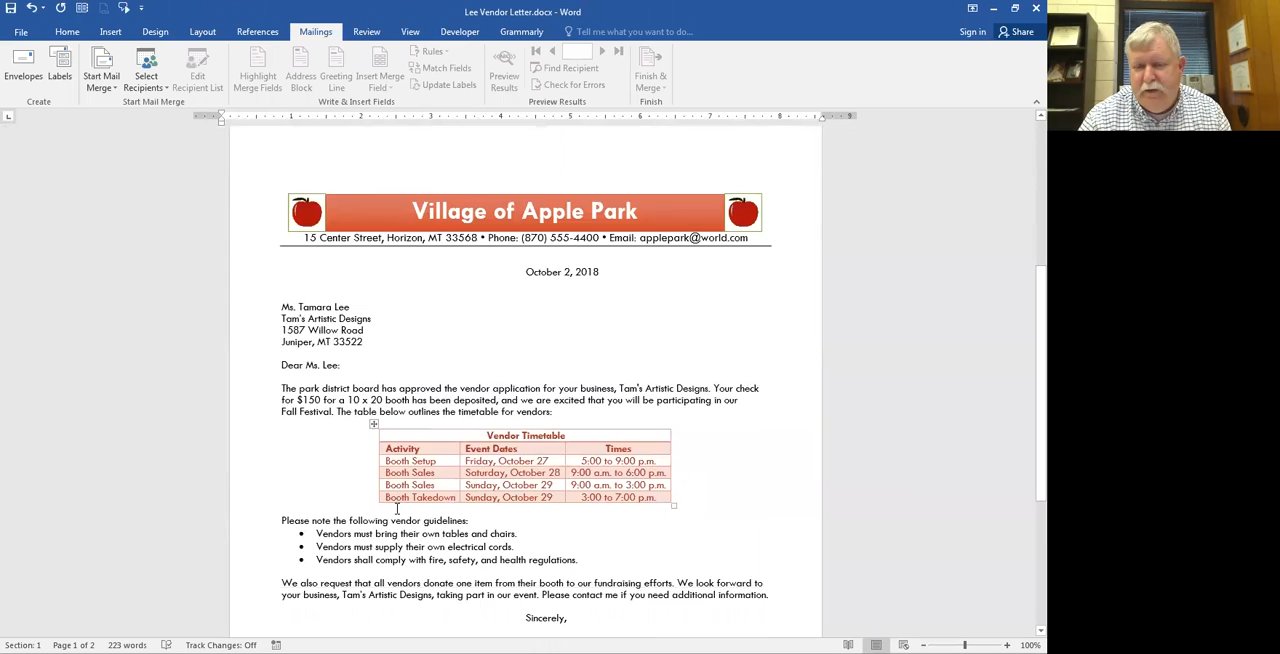 Lee Vendor Letter.docx - Word
File Home Insert Design Layout References Mailings Review View Developer Grammarly Tell me what you want to do... Sign in Share
Envelopes Labels Start Mail Merge Select Recipients Edit Recipient List Highlight Merge Fields Address Block Greeting Line Insert Merge Field Rules Match Fields Update Labels Preview Results Find Recipient Check for Errors Finish & Merge
Create Start Mail Merge Write & Insert Fields Preview Results Finish
1 2 3 4 5 6 7 8 9
Village of Apple Park
15 Center Street, Horizon, MT 33568 • Phone: (870) 555-4400 • Email: applepark@world.com
October 2, 2018
Ms. Tamara Lee
Tam's Artistic Designs
1587 Willow Road
Juniper, MT 33522
Dear Ms. Lee:
The park district board has approved the vendor application for your business, Tam's Artistic Designs. Your check
for $150 for a 10 x 20 booth has been deposited, and we are excited that you will be participating in our
Fall Festival. The table below outlines the timetable for vendors:
Vendor Timetable
Activity Event Dates Times
Booth Setup Friday, October 27 5:00 to 9:00 p.m.
Booth Sales Saturday, October 28 9:00 a.m. to 6:00 p.m.
Booth Sales Sunday, October 29 9:00 a.m. to 3:00 p.m.
Booth Takedown Sunday, October 29 3:00 to 7:00 p.m.
Please note the following vendor guidelines:
• Vendors must bring their own tables and chairs.
• Vendors must supply their own electrical cords.
• Vendors shall comply with fire, safety, and health regulations.
We also request that all vendors donate one item from their booth to our fundraising efforts. We look forward to
your business, Tam's Artistic Designs, taking part in our event. Please contact me if you need additional information.
Sincerely,
Section: 1 Page 1 of 2 223 words Track Changes: Off 100%